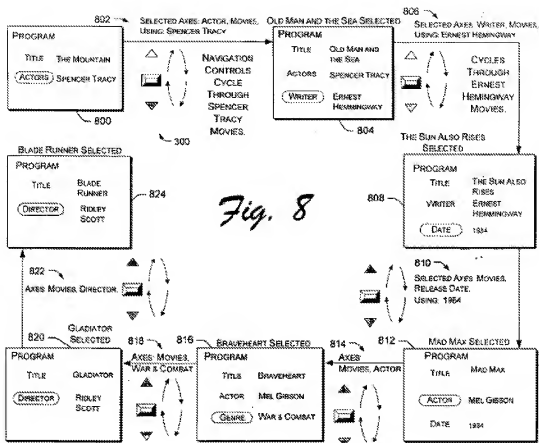 802
SELECTED AXES: ACTOR, MOVIES,
USING: SPENCER TRACY
OLD MAN AND THE SEA SELECTED
806
SELECTED AXES: WRITER, MOVIES,
USING: ERNEST HEMINGWAY
PROGRAM
TITLE THE MOUNTAIN
ACTORS SPENCER TRACY
800
NAVIGATION
CONTROLS
CYCLE
THROUGH
SPENCER
TRACY
MOVIES.
300
PROGRAM
TITLE OLD MAN AND
THE SEA
ACTORS SPENCER TRACY
WRITER ERNEST
HEMMINGWAY
804
CYCLES
THROUGH
ERNEST
HEMINGWAY
MOVIES.
BLADE RUNNER SELECTED
PROGRAM
TITLE BLADE
RUNNER
DIRECTOR RIDLEY
SCOTT
824
Fig. 8
THE SUN ALSO RISES
SELECTED
PROGRAM
TITLE THE SUN ALSO
RISES
WRITER ERNEST
HEMMINGWAY
DATE 1984
808
822
AXES: MOVIES, DIRECTOR.
810
SELECTED AXES: MOVIES,
RELEASE DATE.
USING: 1984
820
GLADIATOR
SELECTED
PROGRAM
TITLE GLADIATOR
DIRECTOR RIDLEY
SCOTT
818
AXES: MOVIES,
WAR & COMBAT
816
BRAVEHEART SELECTED
PROGRAM
TITLE BRAVEHEART
ACTOR MEL GIBSON
GENRE WAR & COMBAT
814
AXES:
MOVIES, ACTOR
812
MAD MAX SELECTED
PROGRAM
TITLE MAD MAX
ACTOR MEL GIBSON
DATE 1984